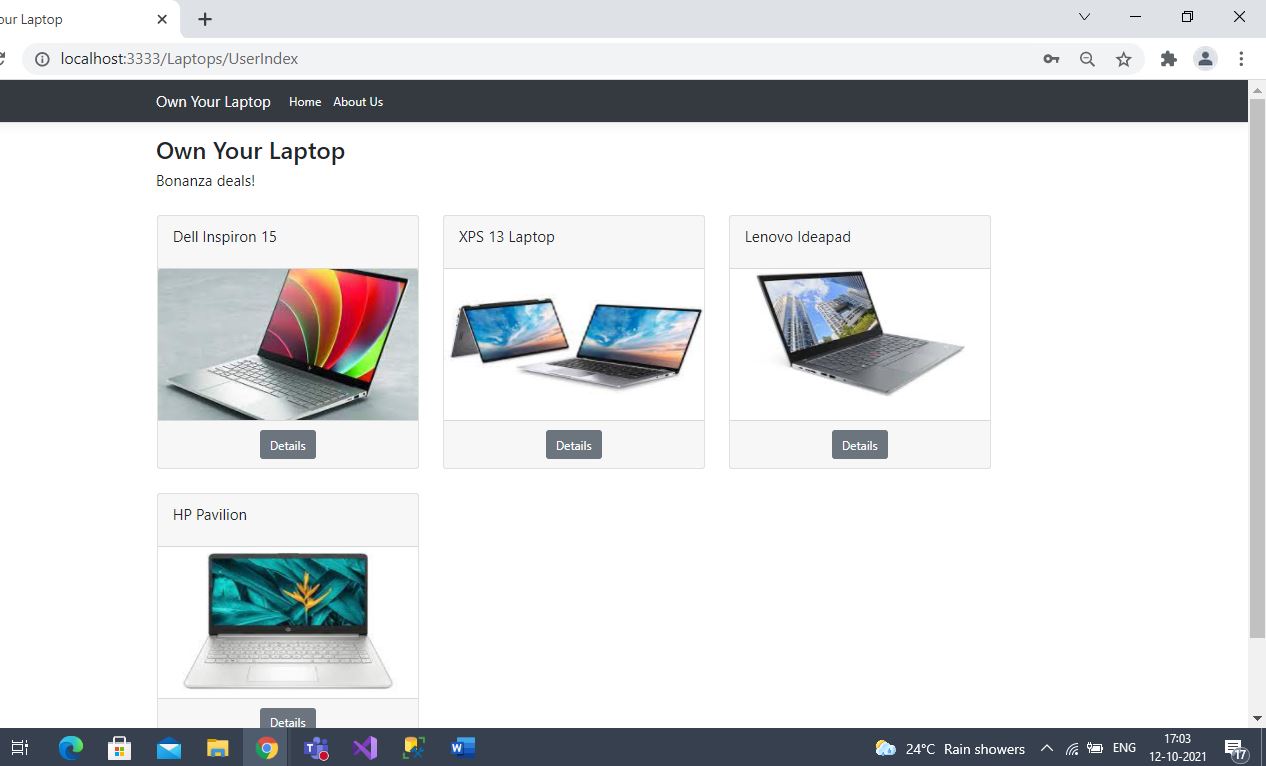 our Laptop
localhost:3333/Laptops/UserIndex
Own Your Laptop Home About Us
Own Your Laptop
Bonanza deals!
Dell Inspiron 15
XPS 13 Laptop
Lenovo Ideapad
Details
Details
Details
HP Pavilion
Details
24°C Rain showers
ENG
17:03
12-10-2021
17